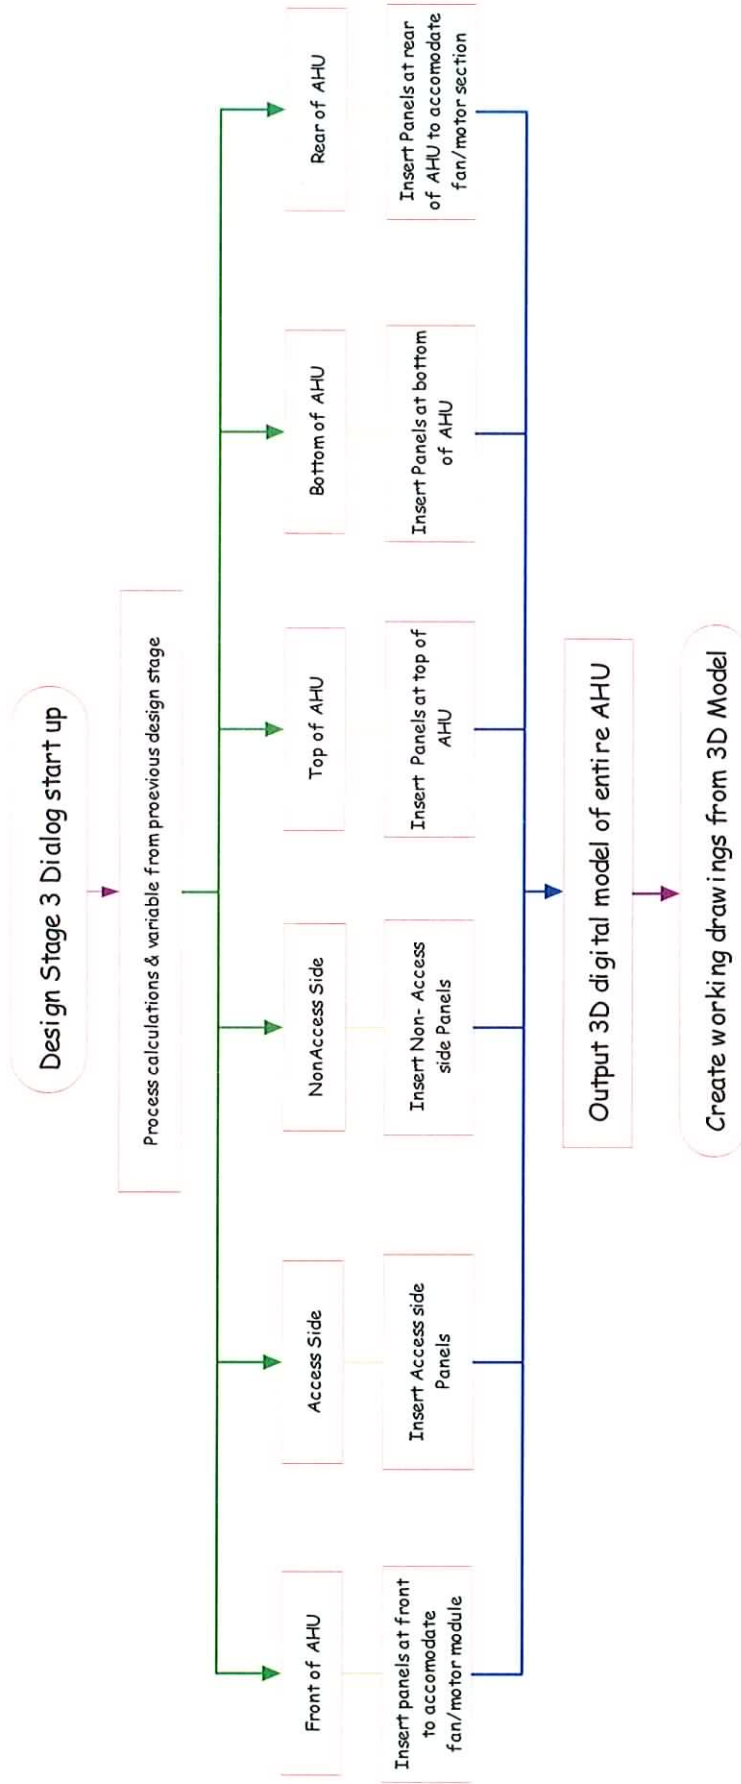 Design Stage 3 Dialog start up
Process calculations & variable from proevious design stage
Front of AHU
Access Side
NonAccess Side
Top of AHU
Bottom of AHU
Rear of AHU
Insert panels at front
to accomodate
fan/motor module
Insert Access side
Panels
Insert Non- Access
side Panels
Insert Panels at top of
AHU
Insert Panels at bottom
of AHU
Insert Panels at rear
of AHU to accomodate
fan/motor section
Output 3D digital model of entire AHU
Create working drawings from 3D Model